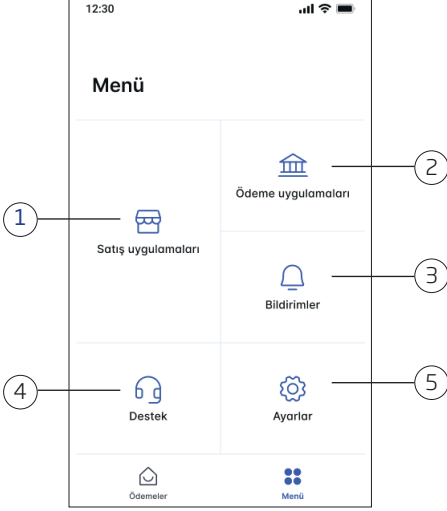 12:30
Menü
2
Ödeme uygulamaları
1
Satış uygulamaları
3
Bildirimler
4
5
Destek
Ayarlar
Ödemeler
Menü